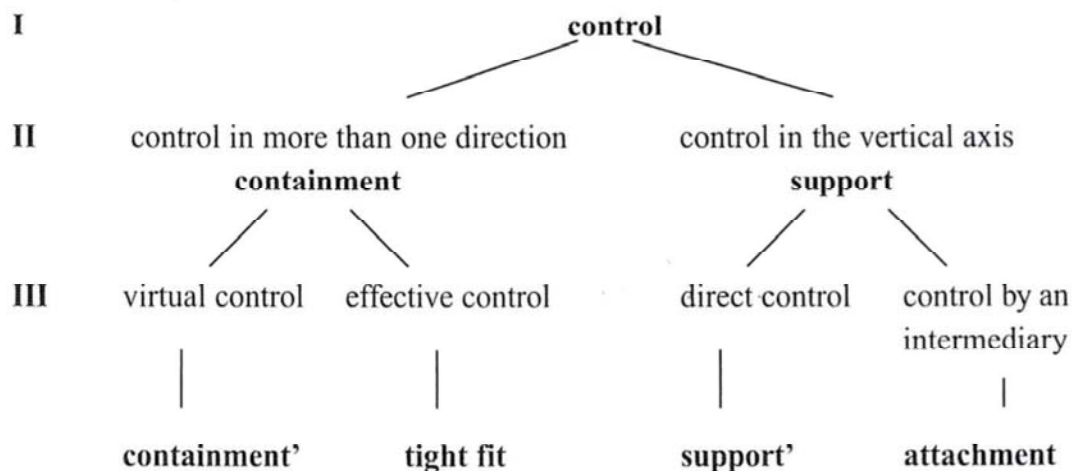 I control
II control in more than one direction control in the vertical axis
containment support
III virtual control effective control direct control control by an
intermediary
containment’ tight fit support’ attachment